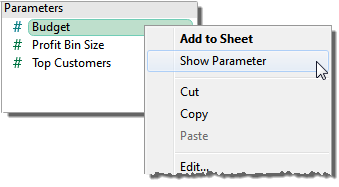 Parameters
# Budget
# Profit Bin Size
# Top Customers
Add to Sheet
Show Parameter
Cut
Copy
Paste
Edit...